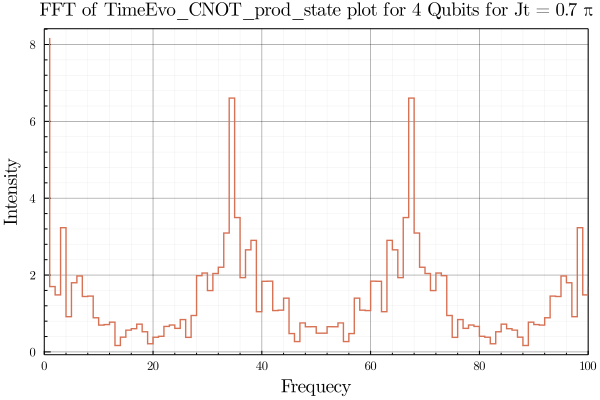 FFT of TimeEvo_CNOT_prod_state plot for 4 Qubits for Jt = 0.7 π
8
6
4
2
0
Intensity
0 20 40 60 80 100
Frequecy